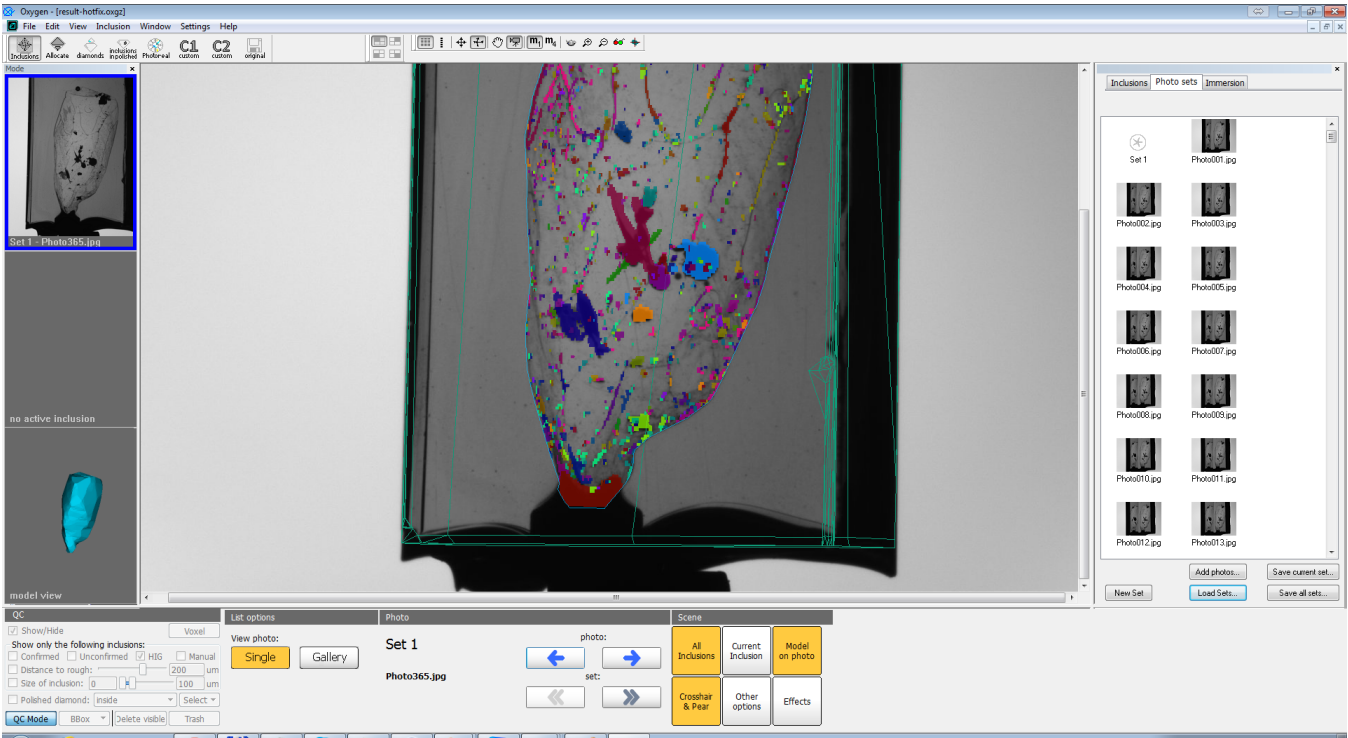 Oxygen - [result-hotfix.oxgz]
File Edit View Inclusion Window Settings Help
Inclusions Allocate diamonds inclusions inpolished Photoreal C1 custom C2 custom original
Mode
Set 1 - Photo365.jpg
no active inclusion
model view
Inclusions Photo sets Immersion
Set 1 Photo001.jpg
Photo002.jpg Photo003.jpg
Photo004.jpg Photo005.jpg
Photo006.jpg Photo007.jpg
Photo008.jpg Photo009.jpg
Photo010.jpg Photo011.jpg
Photo012.jpg Photo013.jpg
Add photos... Save current set...
New Set Load Sets... Save all sets...
QC
Show/Hide Voxel
Show only the following inclusions:
Confirmed Unconfirmed HIG Manual
Distance to rough: 200 um
Size of inclusion: 0 100 um
Polished diamond: inside Select
QC Mode BBox Delete visible Trash
List options
View photo:
Single Gallery
Photo
Set 1
Photo365.jpg
photo:
set:
Scene
All Inclusions Current Inclusion Model on photo
Crosshair & Pear Other options Effects